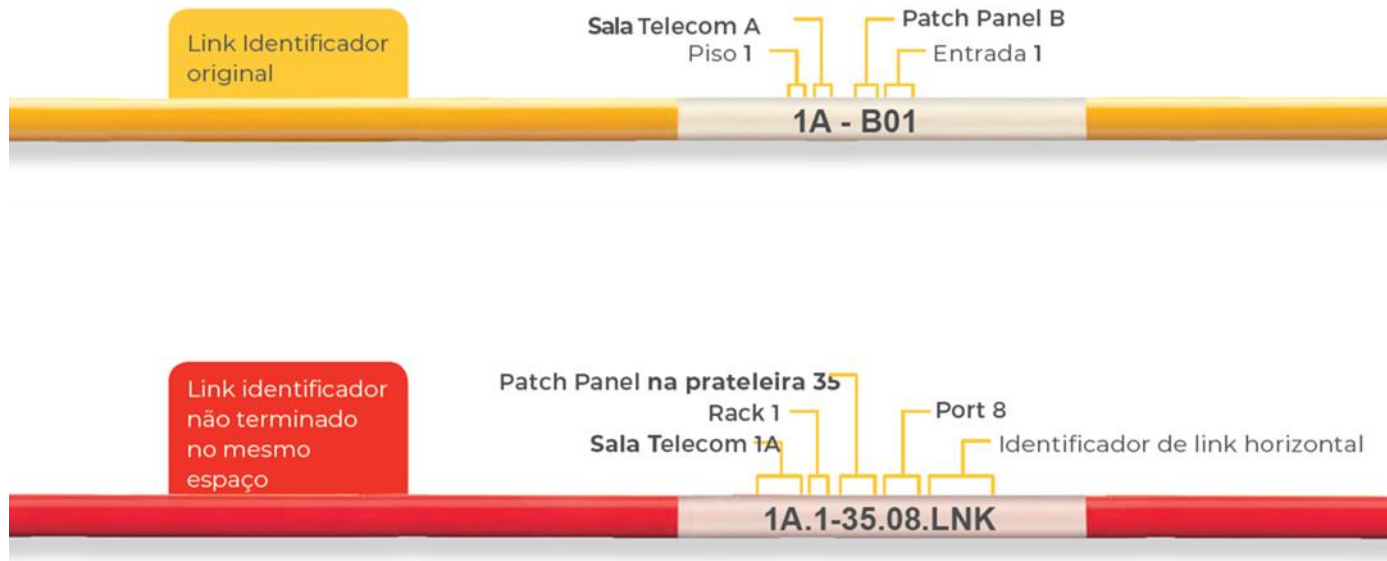 Link Identificador
original
Sala Telecom A
Piso 1
Patch Panel B
Entrada 1
1A - B01
Link identificador
não terminado
no mesmo
espaço
Patch Panel na prateleira 35
Rack 1
Sala Telecom 1A
Port 8
Identificador de link horizontal
1A.1-35.08.LNK